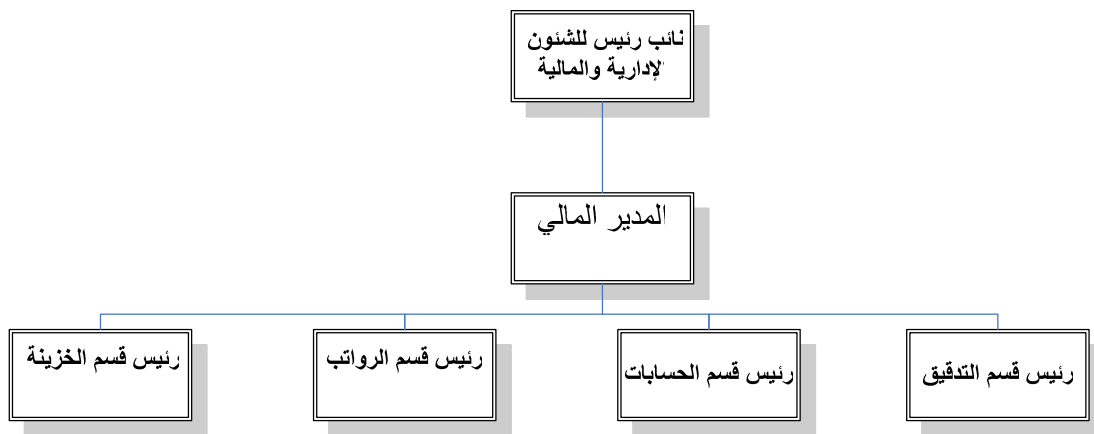 نائب رئيس للشئون
الإدارية والمالية
المدير المالي
رئيس قسم التدقيق
رئيس قسم الحسابات
رئيس قسم الرواتب
رئيس قسم الخزينة